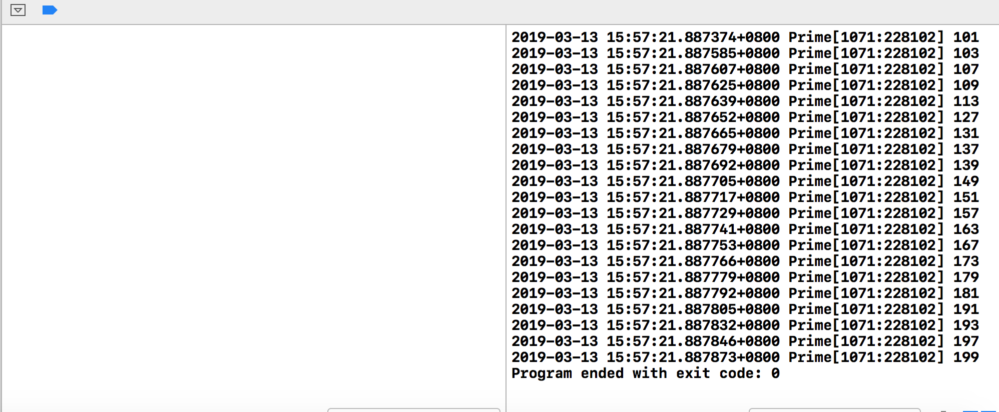 2019-03-13 15:57:21.887374+0800 Prime[1071:228102] 101
2019-03-13 15:57:21.887585+0800 Prime[1071:228102] 103
2019-03-13 15:57:21.887607+0800 Prime[1071:228102] 107
2019-03-13 15:57:21.887625+0800 Prime[1071:228102] 109
2019-03-13 15:57:21.887639+0800 Prime[1071:228102] 113
2019-03-13 15:57:21.887652+0800 Prime[1071:228102] 127
2019-03-13 15:57:21.887665+0800 Prime[1071:228102] 131
2019-03-13 15:57:21.887679+0800 Prime[1071:228102] 137
2019-03-13 15:57:21.887692+0800 Prime[1071:228102] 139
2019-03-13 15:57:21.887705+0800 Prime[1071:228102] 149
2019-03-13 15:57:21.887717+0800 Prime[1071:228102] 151
2019-03-13 15:57:21.887729+0800 Prime[1071:228102] 157
2019-03-13 15:57:21.887741+0800 Prime[1071:228102] 163
2019-03-13 15:57:21.887753+0800 Prime[1071:228102] 167
2019-03-13 15:57:21.887766+0800 Prime[1071:228102] 173
2019-03-13 15:57:21.887779+0800 Prime[1071:228102] 179
2019-03-13 15:57:21.887792+0800 Prime[1071:228102] 181
2019-03-13 15:57:21.887805+0800 Prime[1071:228102] 191
2019-03-13 15:57:21.887832+0800 Prime[1071:228102] 193
2019-03-13 15:57:21.887846+0800 Prime[1071:228102] 197
2019-03-13 15:57:21.887873+0800 Prime[1071:228102] 199
Program ended with exit code: 0